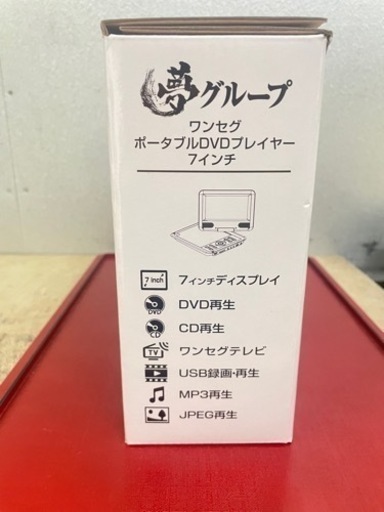 夢グループ
ワンセグ
ポータブルDVDプレイヤー
7インチ
7 inch
7インチディスプレイ
DVD
DVD再生
CD
CD再生
TV
ワンセグテレビ
USB録画・再生
MP3再生
JPEG再生